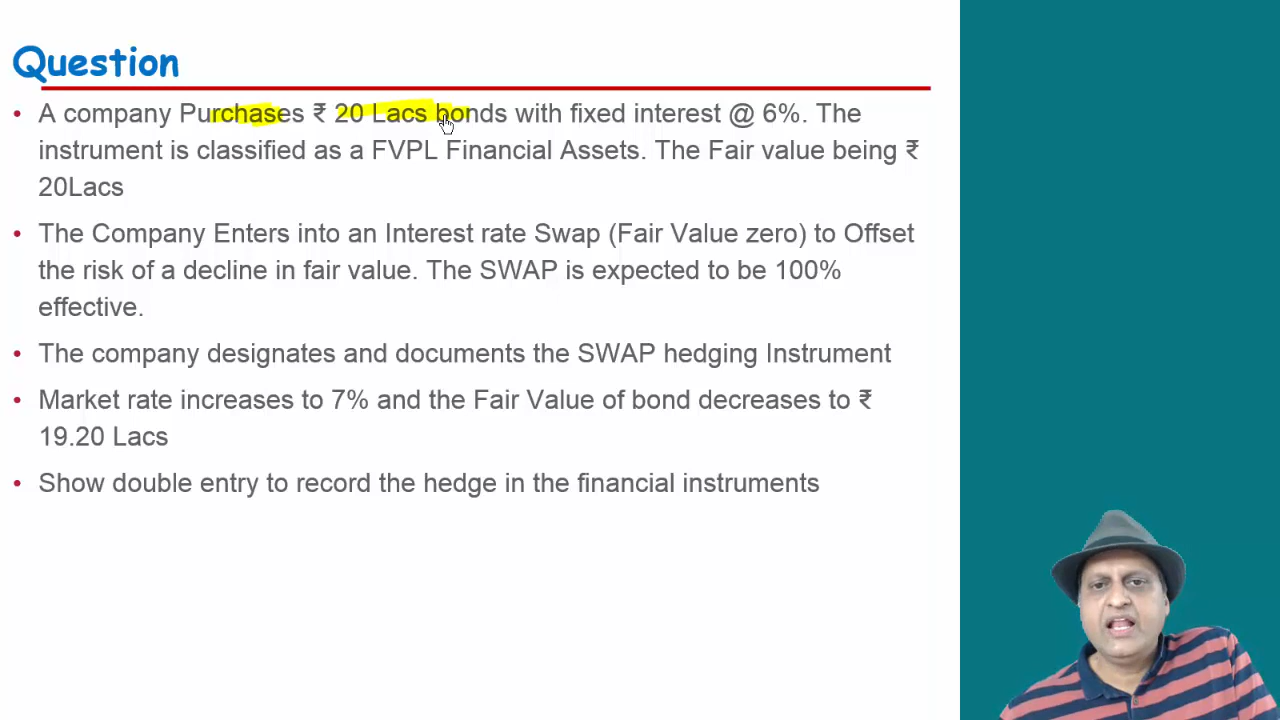 Question
• A company Purchases ₹ 20 Lacs bonds with fixed interest @ 6%. The
instrument is classified as a FVPL Financial Assets. The Fair value being ₹
20Lacs
• The Company Enters into an Interest rate Swap (Fair Value zero) to Offset
the risk of a decline in fair value. The SWAP is expected to be 100%
effective.
• The company designates and documents the SWAP hedging Instrument
• Market rate increases to 7% and the Fair Value of bond decreases to ₹
19.20 Lacs
• Show double entry to record the hedge in the financial instruments